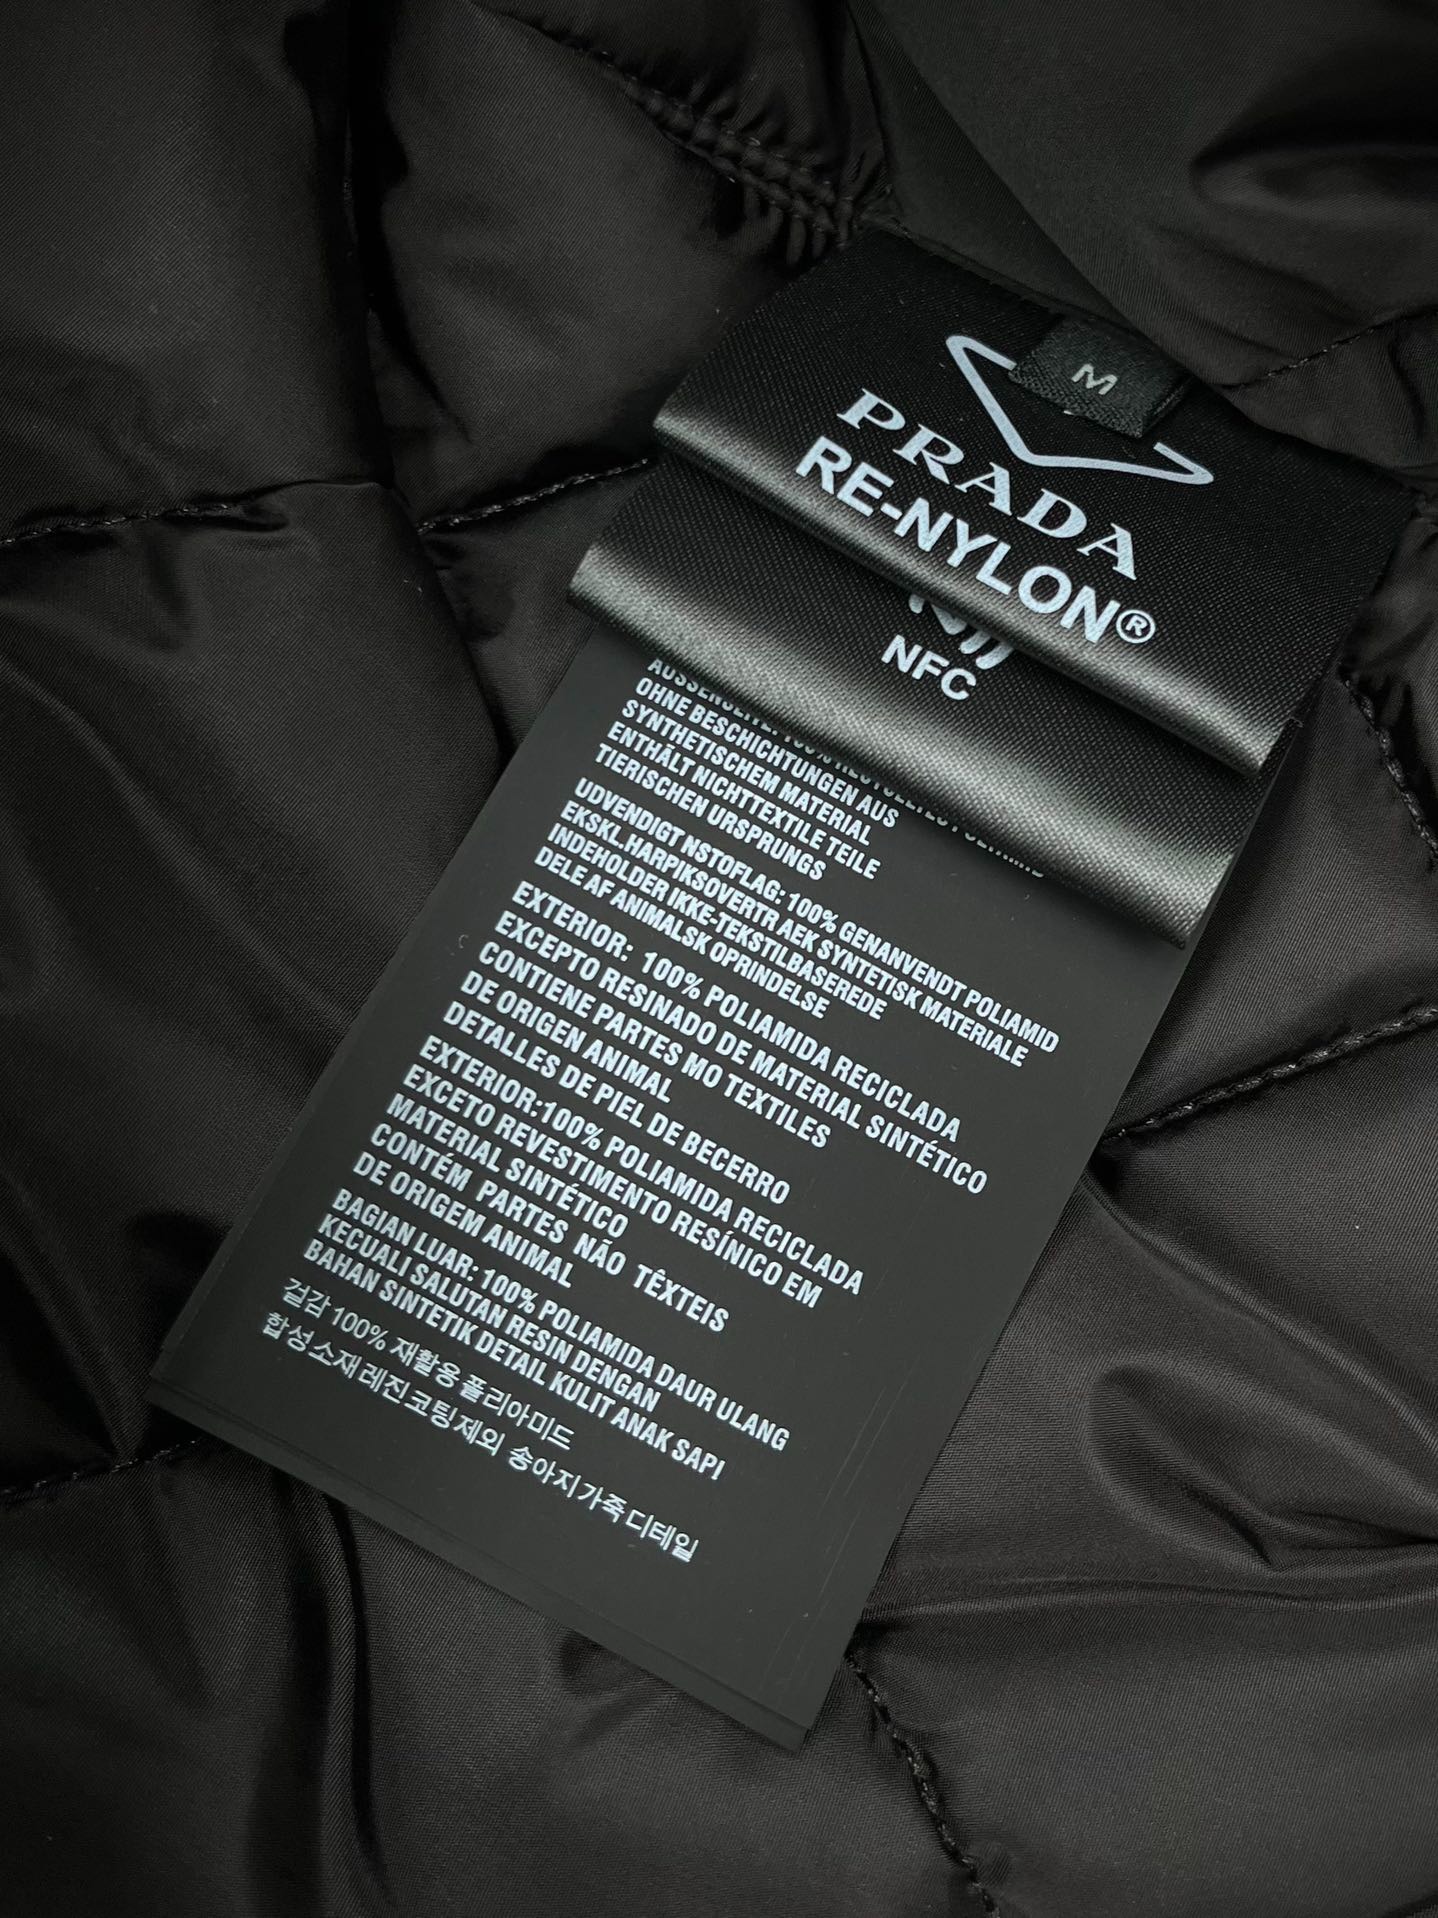 M
PRADA
RE-NYLON®
NFC
OHNE BESCHICHTUNGEN AUS
SYNTHETISCHEM MATERIAL
ENTHÄLT NICHTTEXTILE TEILE
TIERISCHEN URSPRUNGS
UDVENDIGT NSTOFLAG: 100% GENANVENDT POLIAMID
EKSKL.HARPIKSOVERTR AEK SYNTETISK MATERIALE
INDEHOLDER IKKE-TEKSTILBASEREDE
DELE AF ANIMALSK OPRINDELSE
EXTERIOR: 100% POLIAMIDA RECICLADA
EXCEPTO RESINADO DE MATERIAL SINTÉTICO
CONTIENE PARTES MO TEXTILES
DE ORIGEN ANIMAL
DETALLES DE PIEL DE BECERRO
EXTERIOR:100% POLIAMIDA RECICLADA
EXCETO REVESTIMENTO RESÍNICO EM
MATERIAL SINTÉTICO
CONTÉM PARTES NÃO TÊXTEIS
DE ORIGEM ANIMAL
BAGIAN LUAR: 100% POLIAMIDA DAUR ULANG
KECUALI SALUTAN RESIN DENGAN
BAHAN SINTETIK DETAIL KULIT ANAK SAPI
걸감 100% 재활용 폴리아미드
합성소재 레진 코팅제외 송아지 가죽 디테일